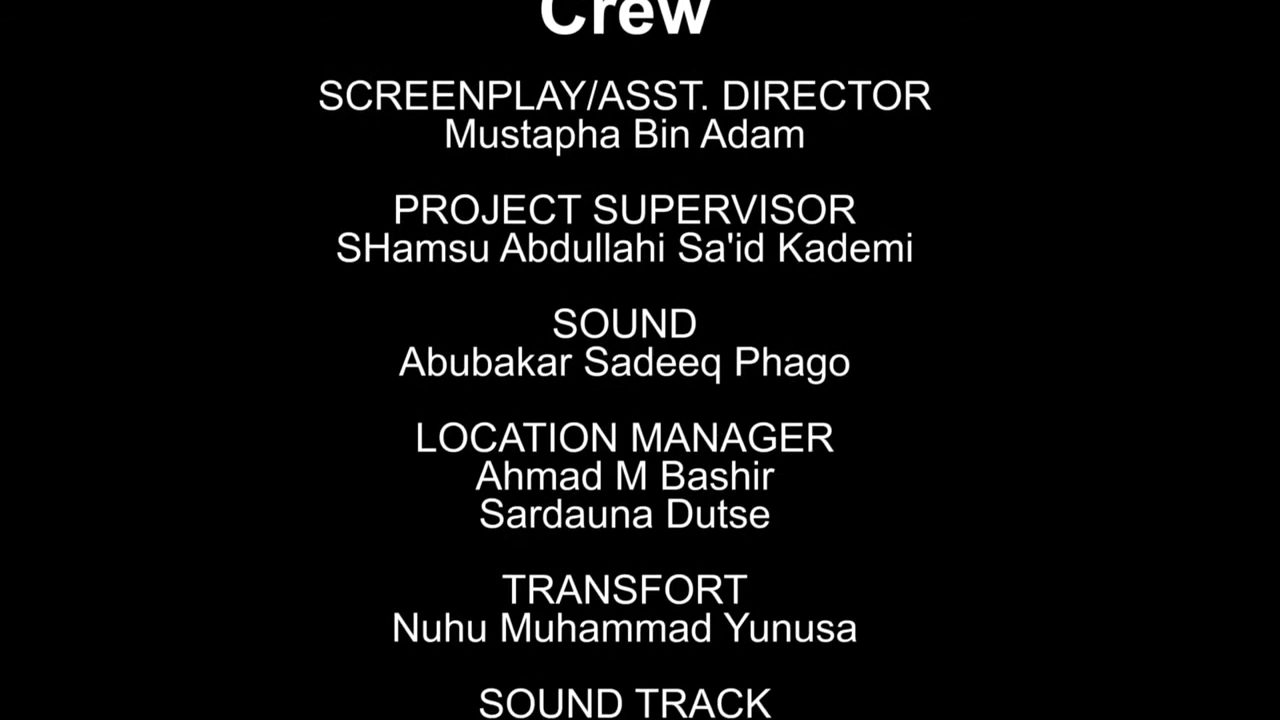 Crew
SCREENPLAY/ASST. DIRECTOR
Mustapha Bin Adam
PROJECT SUPERVISOR
SHamsu Abdullahi Sa'id Kademi
SOUND
Abubakar Sadeeq Phago
LOCATION MANAGER
Ahmad M Bashir
Sardauna Dutse
TRANSFORT
Nuhu Muhammad Yunusa
SOUND TRACK